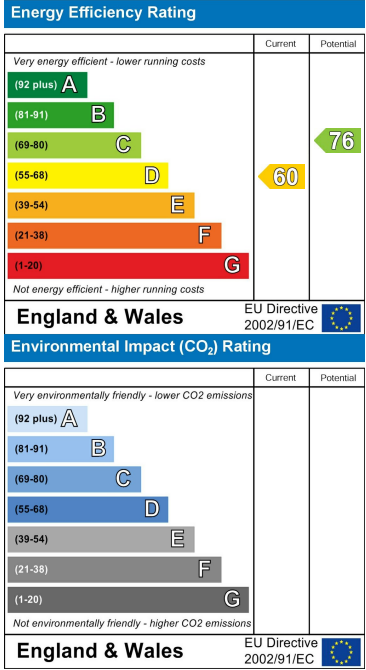 Energy Efficiency Rating
Current Potential
Very energy efficient - lower running costs
(92 plus) A
(81-91) B
(69-80) C
76
(55-68) D
60
(39-54) E
(21-38) F
(1-20) G
Not energy efficient - higher running costs
England & Wales
EU Directive
2002/91/EC
Environmental Impact (CO₂) Rating
Current Potential
Very environmentally friendly - lower CO2 emissions
(92 plus) A
(81-91) B
(69-80) C
(55-68) D
(39-54) E
(21-38) F
(1-20) G
Not environmentally friendly - higher CO2 emissions
England & Wales
EU Directive
2002/91/EC